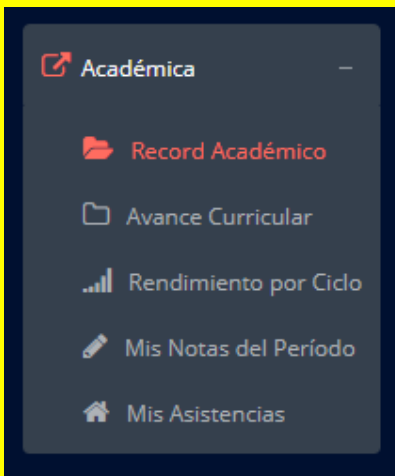 Académica
Record Académico
Avance Curricular
Rendimiento por Ciclo
Mis Notas del Período
Mis Asistencias